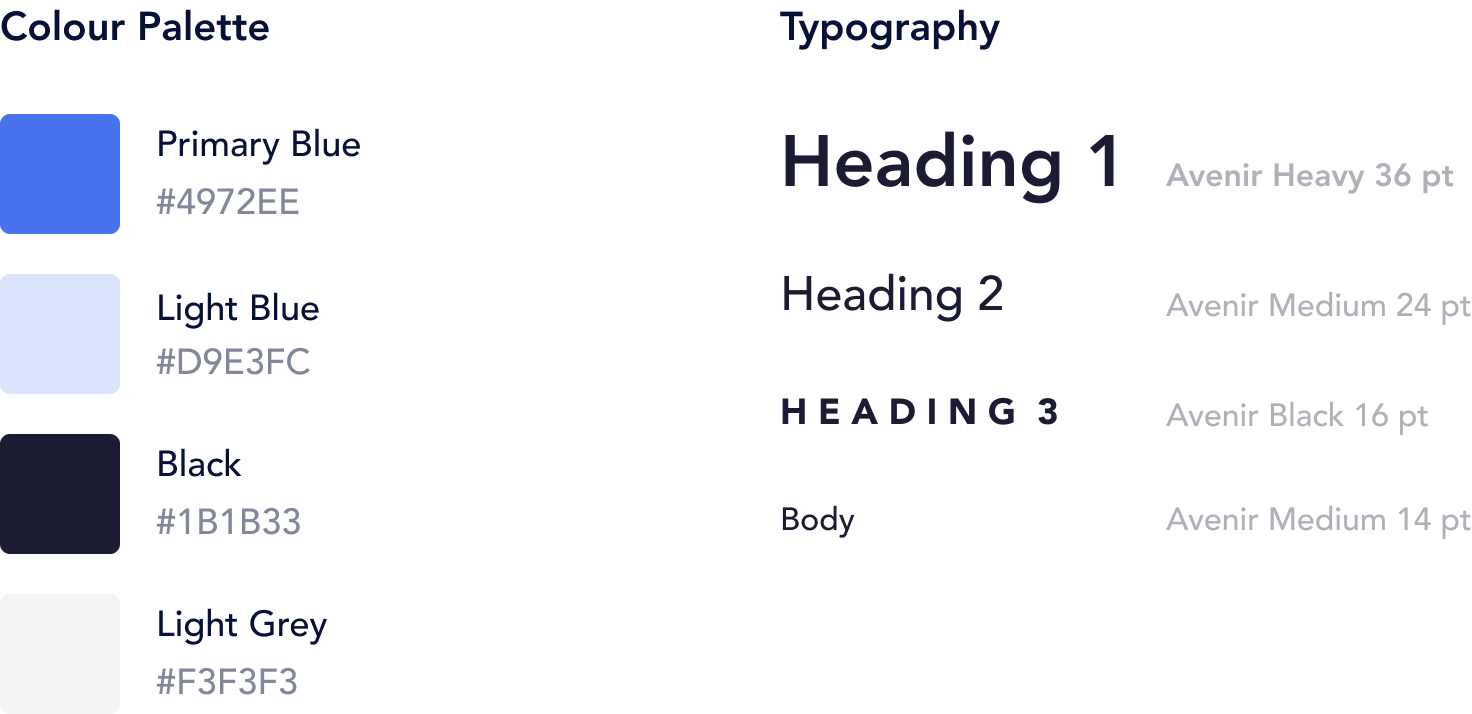 Colour Palette
Primary Blue
#4972EE
Light Blue
#D9E3FC
Black
#1B1B33
Light Grey
#F3F3F3
Typography
Heading 1 Avenir Heavy 36 pt
Heading 2 Avenir Medium 24 pt
HEADING 3 Avenir Black 16 pt
Body Avenir Medium 14 pt